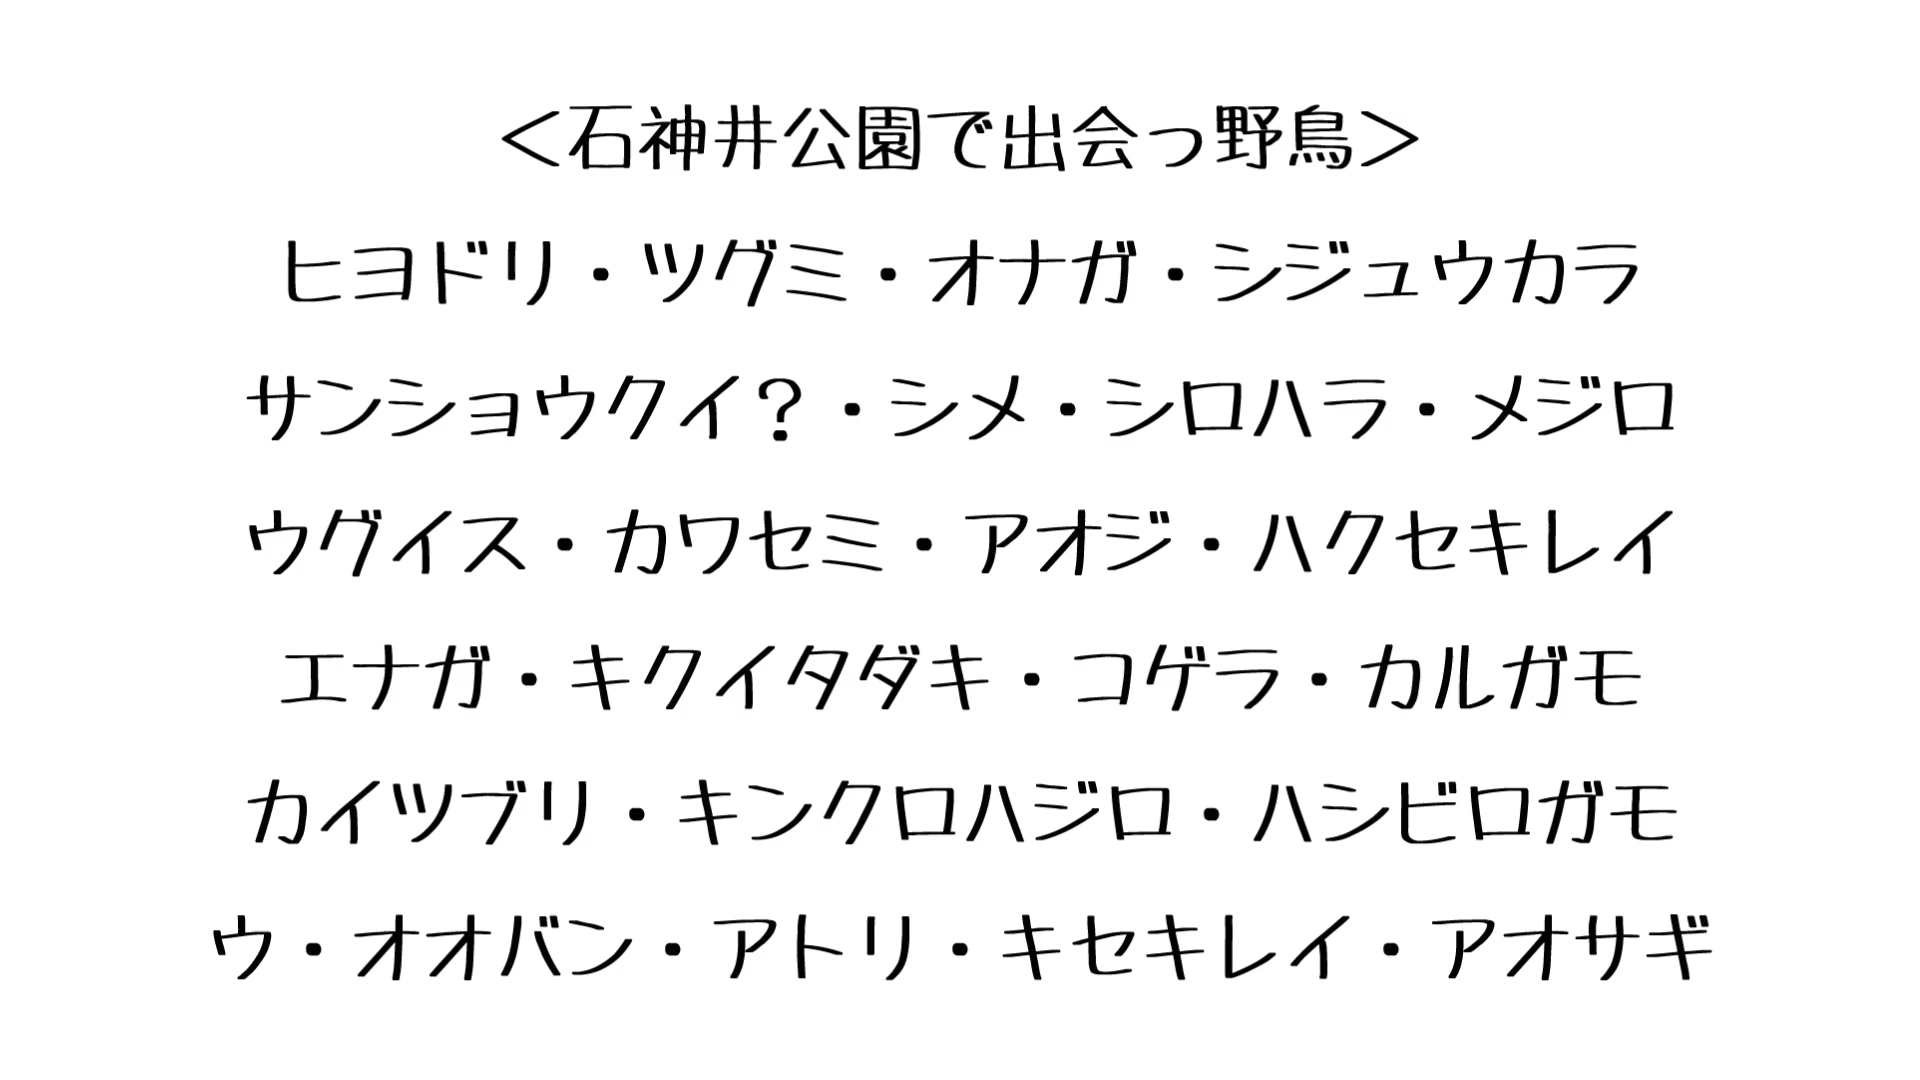 ＜石神井公園で出会っ野鳥＞
ヒヨドリ・ツグミ・オナガ・シジュウカラ
サンショウクイ？・シメ・シロハラ・メジロ
ウグイス・カワセミ・アオジ・ハクセキレイ
エナガ・キクイタダキ・コゲラ・カルガモ
カイツブリ・キンクロハジロ・ハシビロガモ
ウ・オオバン・アトリ・キセキレイ・アオサギ